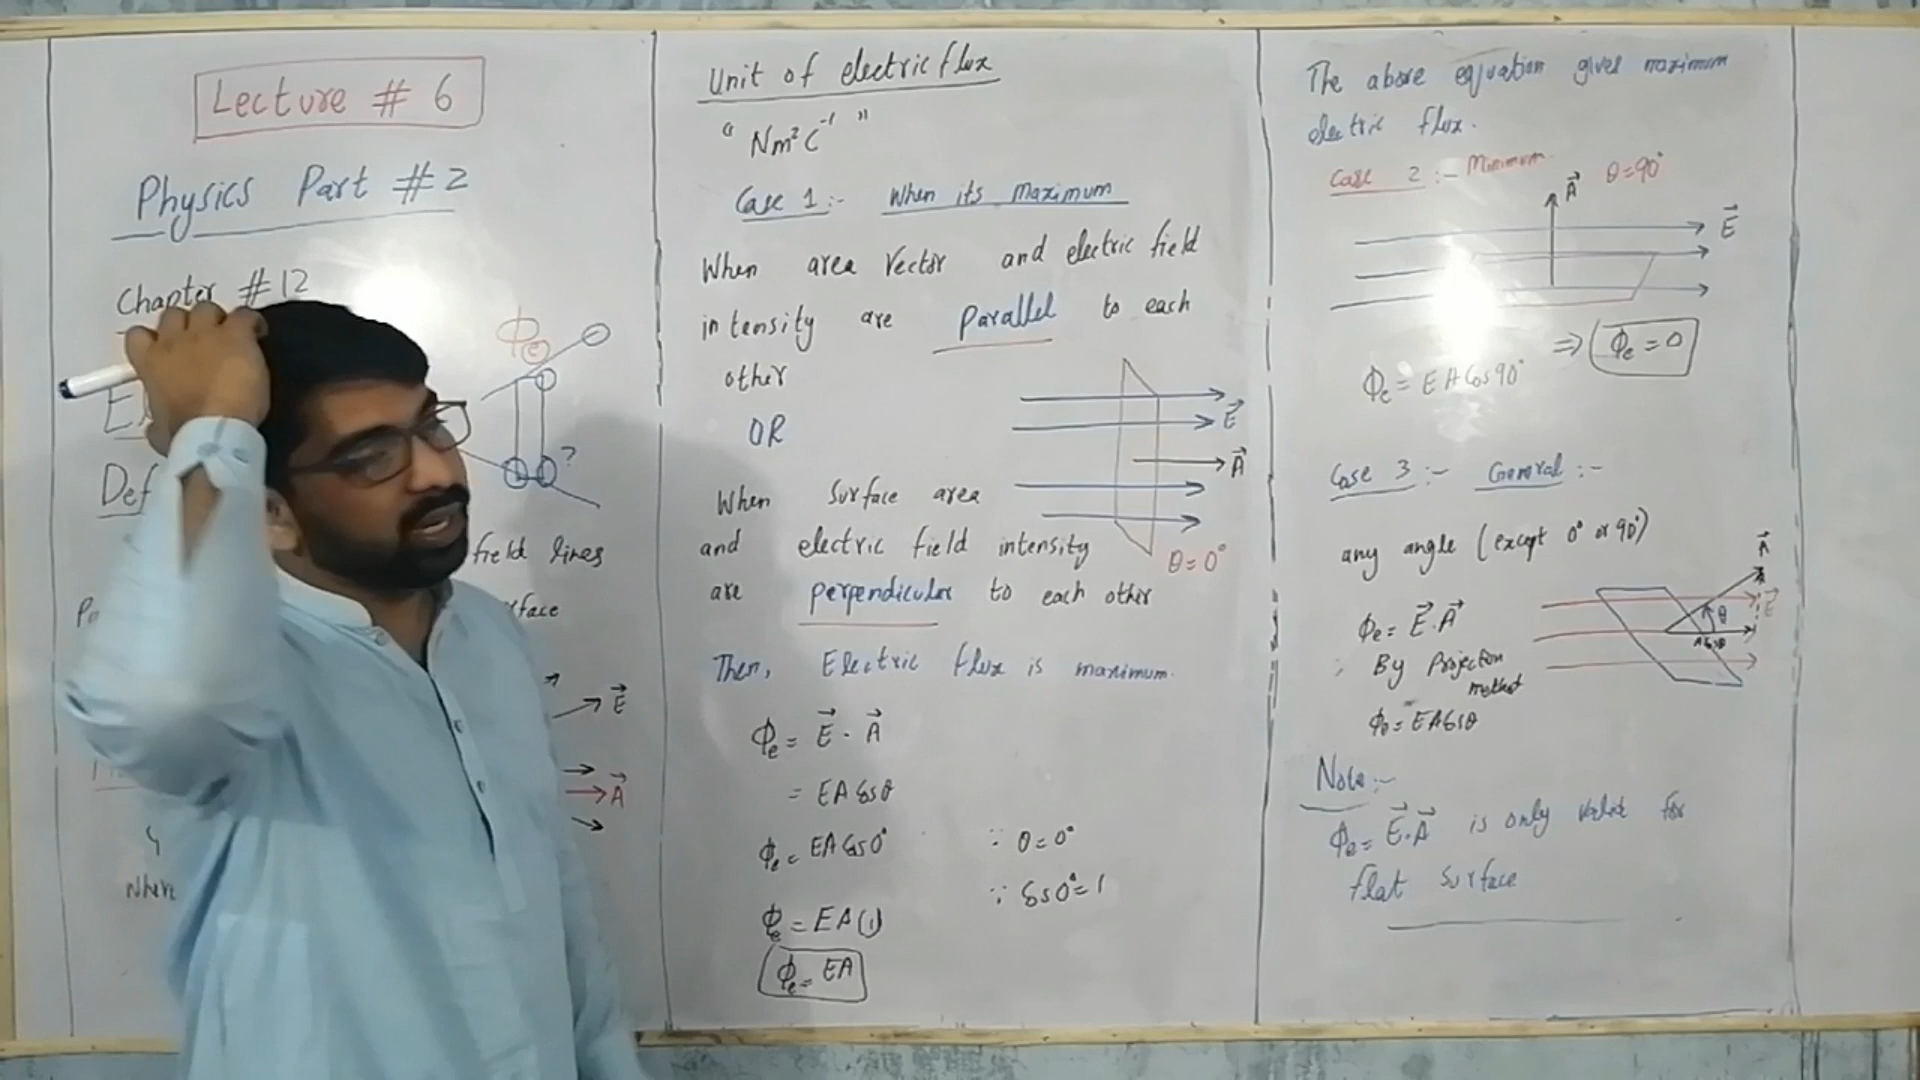 Lecture # 6
Physics Part # 2
Chapter # 12
Φe
?
Def
field lines
rface
E
A
Where
Unit of electric flux
“ Nm²C⁻¹ ”
Case 1:- When its maximum
When area Vector and electric field
intensity are Parallel to each
other
OR
When Surface area
and electric field intensity
are perpendicular to each other
E
A
θ=0°
Then, Electric flux is maximum.
Φe = E · A
= EA Cosθ
Φe = EA Cos0° ∵ θ=0°
∵ Cos0°=1
Φe = EA(1)
Φe = EA
The above equation gives maximum
electric flux.
Case 2:- Minimum
A θ=90°
E
Φe = EA Cos90° ⇒ Φe = 0
Case 3:- General:-
any angle (except 0° or 90°)
A
E
θ
ACosθ
Φe = E.A
∵ By Projection
method
Φe = EACosθ
Note:-
Φe = E.A is only valid for
flat Surface